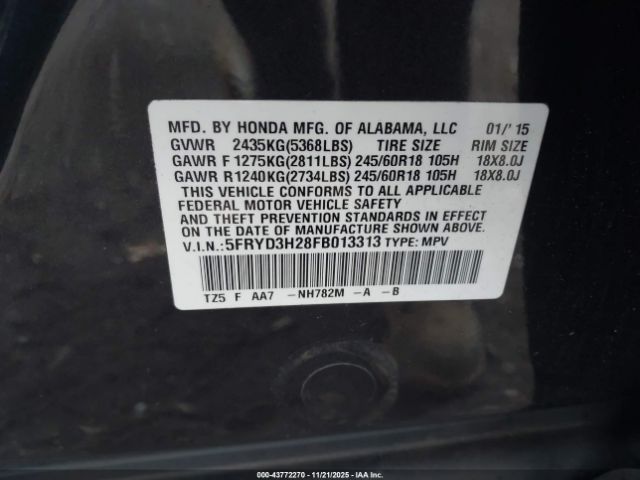 MFD. BY HONDA MFG. OF ALABAMA, LLC 01/'15
GVWR 2435KG(5368LBS) TIRE SIZE RIM SIZE
GAWR F 1275KG(2811LBS) 245/60R18 105H 18X8.0J
GAWR R 1240KG(2734LBS) 245/60R18 105H 18X8.0J
THIS VEHICLE CONFORMS TO ALL APPLICABLE
FEDERAL MOTOR VEHICLE SAFETY
AND THEFT PREVENTION STANDARDS IN EFFECT
ON THE DATE OF MANUFACTURE SHOWN ABOVE.
V.I.N.:5FRYD3H28FB013313 TYPE: MPV
TZ5 F AA7 -NH782M -A -B
000-43772270 - 11/21/2025 - IAAI.COM